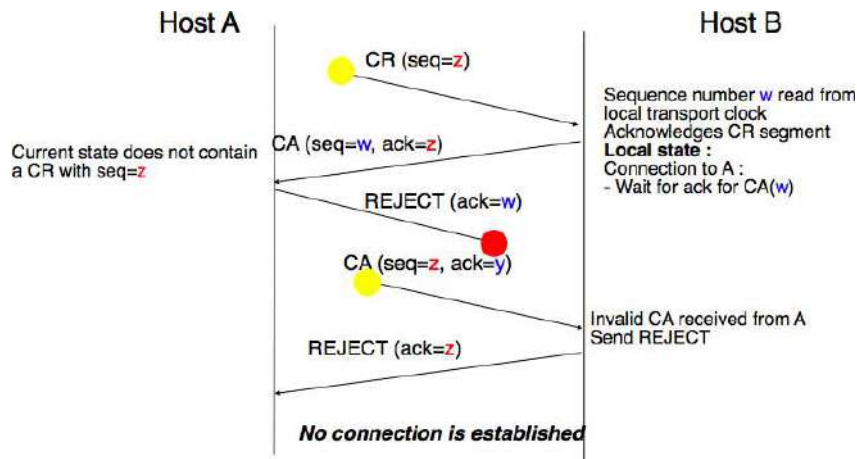 Host A
Host B
CR (seq=z)
Sequence number w read from
local transport clock
Acknowledges CR segment
Local state :
Connection to A :
- Wait for ack for CA(w)
CA (seq=w, ack=z)
Current state does not contain
a CR with seq=z
REJECT (ack=w)
CA (seq=z, ack=y)
Invalid CA received from A
Send REJECT
REJECT (ack=z)
No connection is established